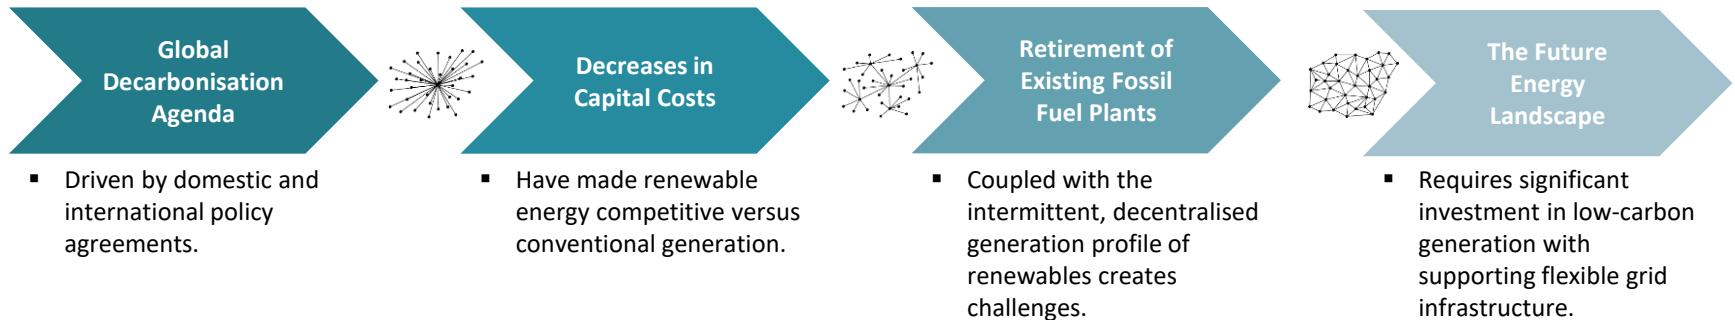 Global
Decarbonisation
Agenda
▪ Driven by domestic and
international policy
agreements.
Decreases in
Capital Costs
▪ Have made renewable
energy competitive versus
conventional generation.
Retirement of
Existing Fossil
Fuel Plants
▪ Coupled with the
intermittent, decentralised
generation profile of
renewables creates
challenges.
The Future
Energy
Landscape
▪ Requires significant
investment in low-carbon
generation with
supporting flexible grid
infrastructure.